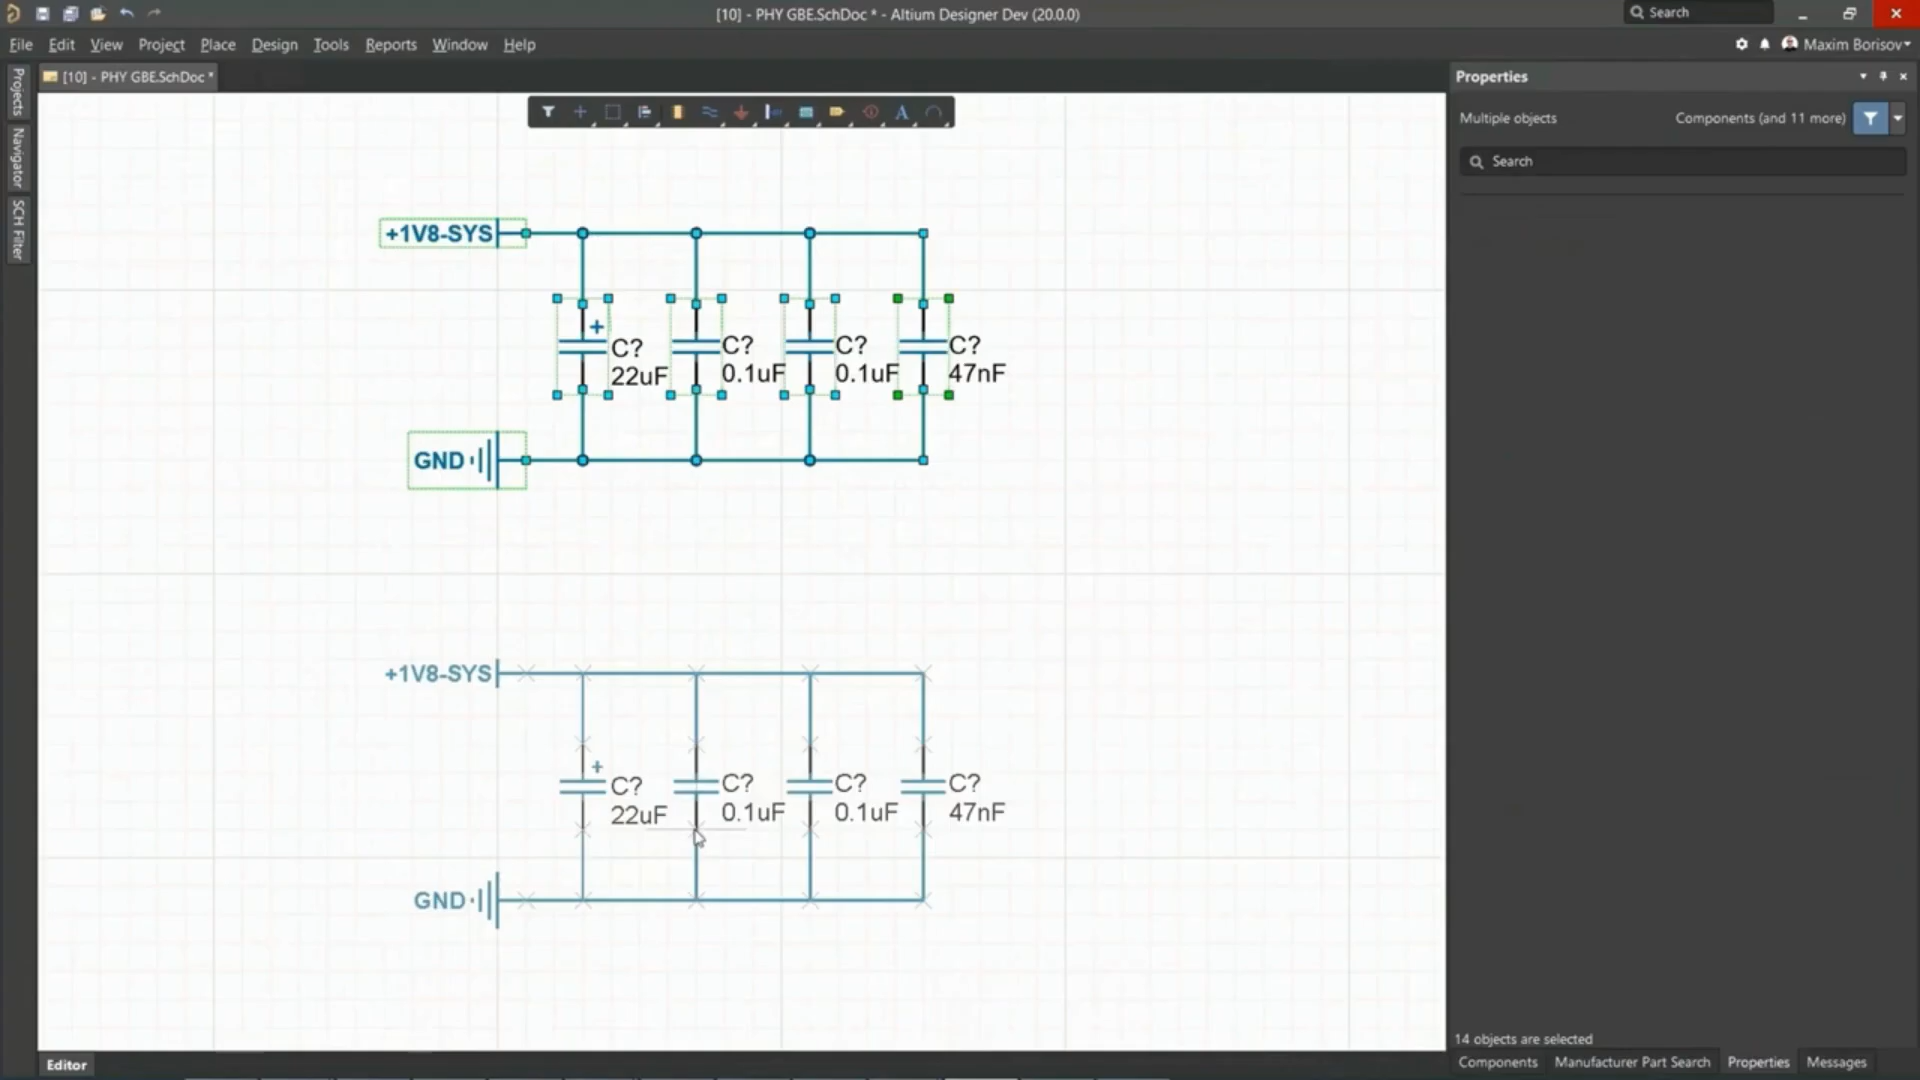 [10] - PHY GBE.SchDoc * - Altium Designer Dev (20.0.0)
Search
File Edit View Project Place Design Tools Reports Window Help
Maxim Borisov
[10] - PHY GBE.SchDoc *
Projects
Navigator
SCH Filter
A
Properties
Multiple objects
Components (and 11 more)
Search
+1V8-SYS
+
C? C? C? C?
22uF 0.1uF 0.1uF 47nF
GND
+1V8-SYS
+
C? C? C? C?
22uF 0.1uF 0.1uF 47nF
GND
14 objects are selected
Editor
Components Manufacturer Part Search Properties Messages